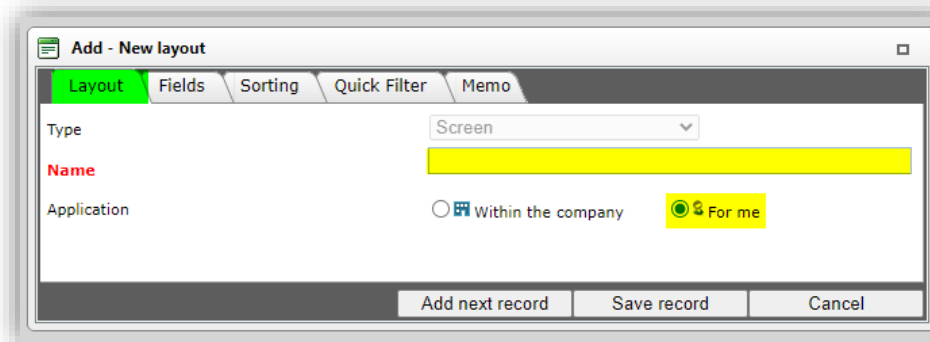 Add - New layout
Layout Fields Sorting Quick Filter Memo
Type Screen
Name
Application Within the company For me
Add next record Save record Cancel